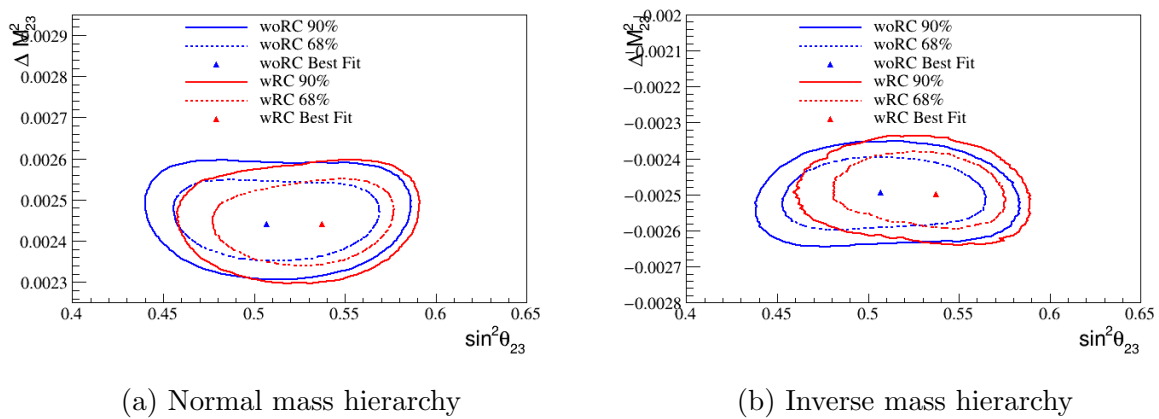 Δ M²₂₃
0.0029
0.0028
0.0027
0.0026
0.0025
0.0024
0.0023
woRC 90%
woRC 68%
woRC Best Fit
wRC 90%
wRC 68%
wRC Best Fit
0.4 0.45 0.5 0.55 0.6 0.65
sin²θ₂₃
(a) Normal mass hierarchy
Δ M²₂₃
−0.002
−0.0021
−0.0022
−0.0023
−0.0024
−0.0025
−0.0026
−0.0027
−0.0028
woRC 90%
woRC 68%
woRC Best Fit
wRC 90%
wRC 68%
wRC Best Fit
0.4 0.45 0.5 0.55 0.6 0.65
sin²θ₂₃
(b) Inverse mass hierarchy